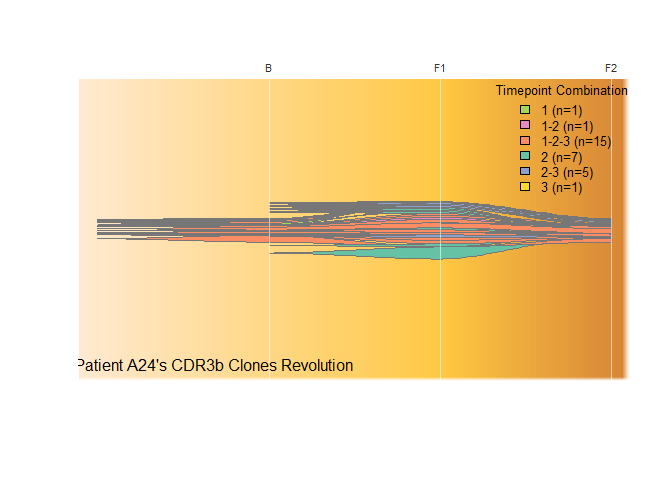 B F1 F2
Timepoint Combination
1 (n=1)
1-2 (n=1)
1-2-3 (n=15)
2 (n=7)
2-3 (n=5)
3 (n=1)
Patient A24's CDR3b Clones Revolution